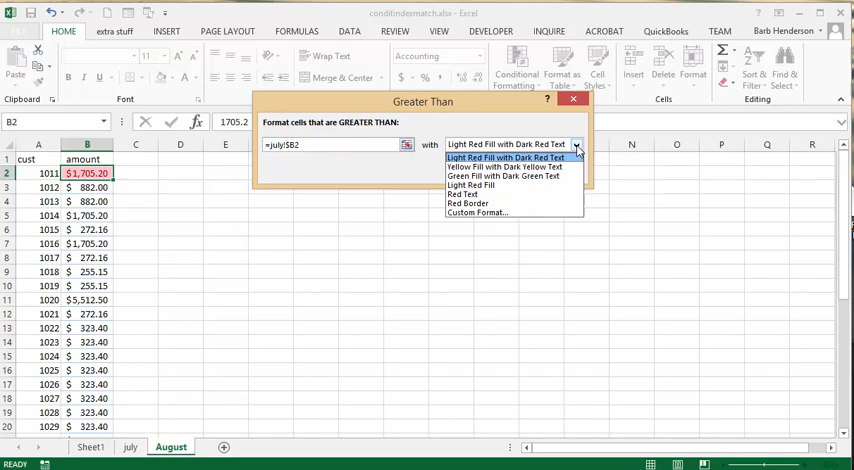 conditindexmatch.xlsx - Excel
HOME extra stuff INSERT PAGE LAYOUT FORMULAS DATA REVIEW VIEW DEVELOPER INQUIRE ACROBAT QuickBooks TEAM Barb Henderson
Paste
11
Wrap Text
Accounting
Merge & Center
$ % ,
Conditional Formatting
Format as Table
Cell Styles
Insert Delete Format
Sort & Filter
Find & Select
Clipboard Font Cells Editing
B2 fx 1705.2
Greater Than
Format cells that are GREATER THAN:
=july!$B2 with Light Red Fill with Dark Red Text
Light Red Fill with Dark Red Text
Yellow Fill with Dark Yellow Text
Green Fill with Dark Green Text
Light Red Fill
Red Text
Red Border
Custom Format...
A B C D E N O P Q R
1 cust amount
2 1011 $1,705.20
3 1012 $ 882.00
4 1013 $ 882.00
5 1014 $1,705.20
6 1015 $ 272.16
7 1016 $1,705.20
8 1017 $ 272.16
9 1018 $ 255.15
10 1019 $ 255.15
11 1020 $5,512.50
12 1021 $ 272.16
13 1022 $ 323.40
14 1023 $ 323.40
15 1024 $ 323.40
16 1025 $ 323.40
17 1026 $ 323.40
18 1027 $ 323.40
19 1028 $ 323.40
20 1029 $ 323.40
Sheet1 july August
READY